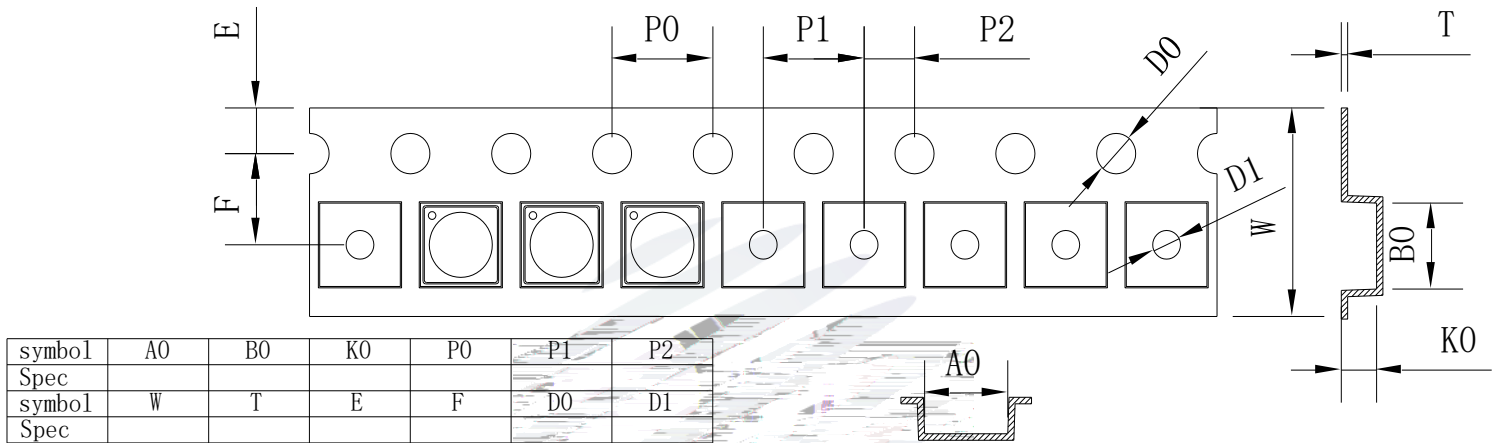 E
P0
P1
P2
D0
T
F
D1
W
B0
K0
A0
symbol A0 B0 K0 P0 P1 P2
Spec
symbol W T E F D0 D1
Spec